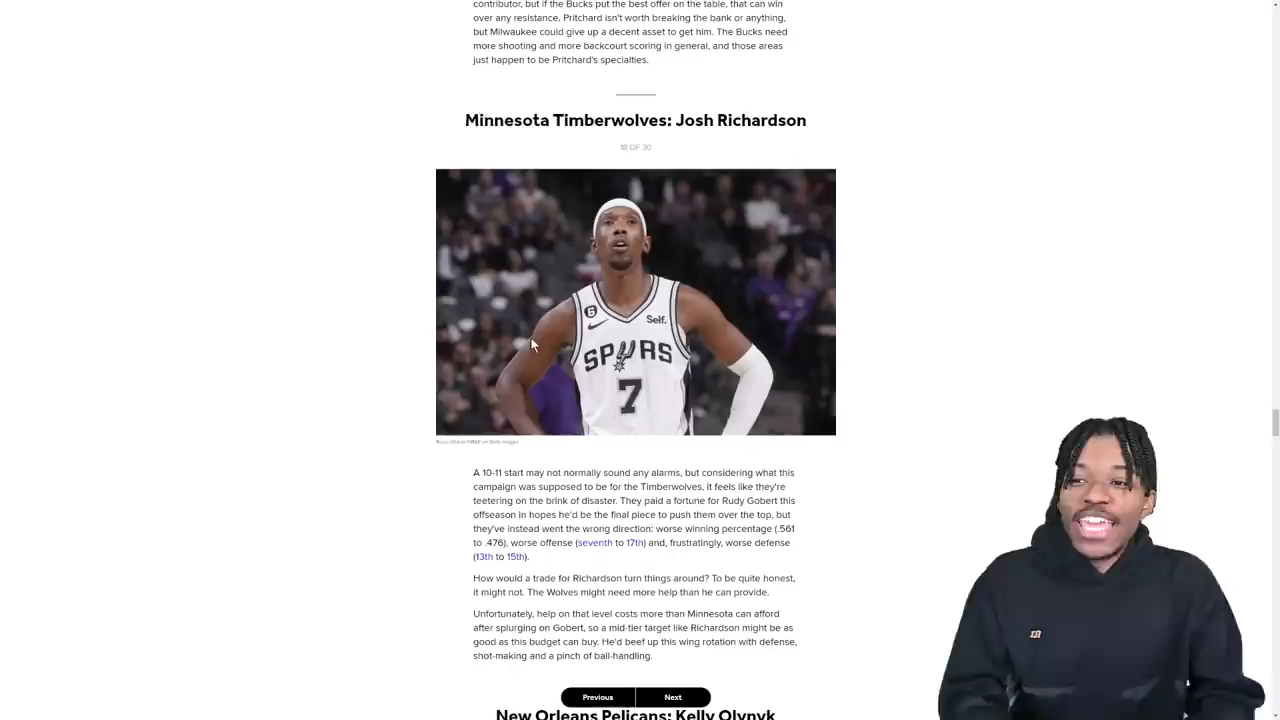 contributor, but if the Bucks put the best offer on the table, that can win
over any resistance. Pritchard isn't worth breaking the bank or anything,
but Milwaukee could give up a decent asset to get him. The Bucks need
more shooting and more backcourt scoring in general, and those areas
just happen to be Pritchard's specialties.
Minnesota Timberwolves: Josh Richardson
18 OF 30
6
Self.
SPURS
7
A 10-11 start may not normally sound any alarms, but considering what this
campaign was supposed to be for the Timberwolves, it feels like they're
teetering on the brink of disaster. They paid a fortune for Rudy Gobert this
offseason in hopes he'd be the final piece to push them over the top, but
they've instead went the wrong direction: worse winning percentage (.561
to .476), worse offense (seventh to 17th) and, frustratingly, worse defense
(13th to 15th).
How would a trade for Richardson turn things around? To be quite honest,
it might not. The Wolves might need more help than he can provide.
Unfortunately, help on that level costs more than Minnesota can afford
after splurging on Gobert, so a mid-tier target like Richardson might be as
good as this budget can buy. He'd beef up this wing rotation with defense,
shot-making and a pinch of ball-handling.
Previous
Next
New Orleans Pelicans: Kelly Olynyk